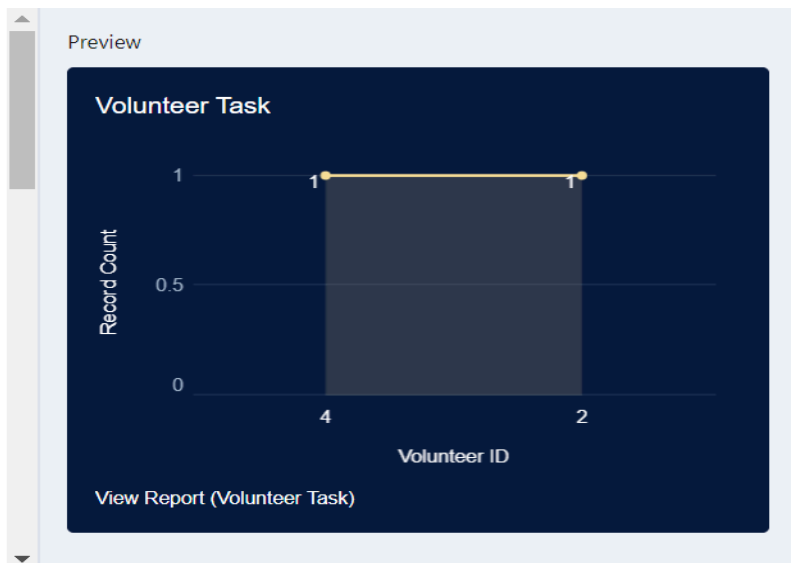 Preview
Volunteer Task
1
1
1
Record Count
0.5
0
4
2
Volunteer ID
View Report (Volunteer Task)